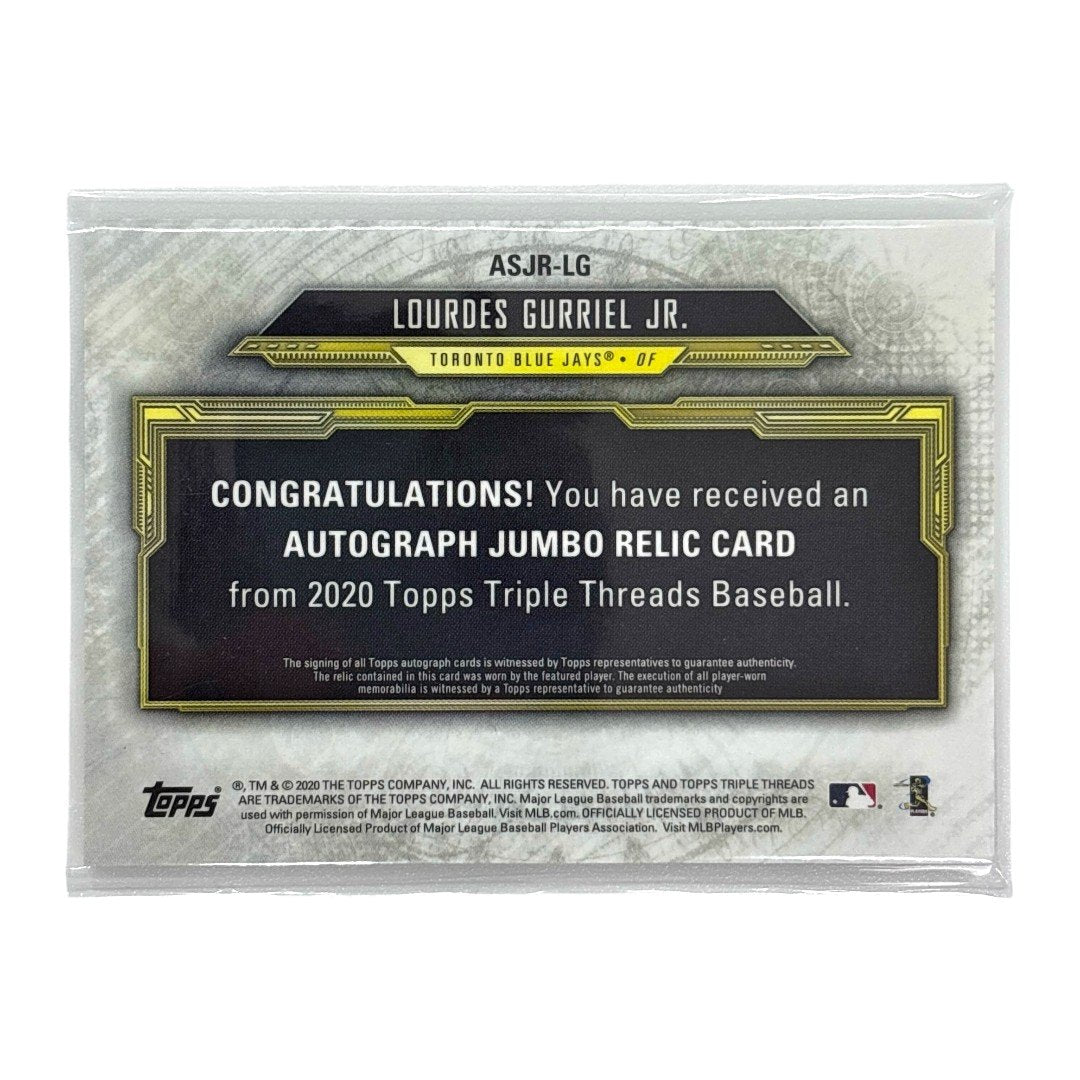 ASJR-LG
LOURDES GURRIEL JR.
TORONTO BLUE JAYS® • OF
CONGRATULATIONS! You have received an
AUTOGRAPH JUMBO RELIC CARD
from 2020 Topps Triple Threads Baseball.
The signing of all Topps autograph cards is witnessed by Topps representatives to guarantee authenticity.
The relic contained in this card was worn by the featured player. The execution of all player-worn
memorabilia is witnessed by a Topps representative to guarantee authenticity
Topps®
®, TM & © 2020 THE TOPPS COMPANY, INC. ALL RIGHTS RESERVED. TOPPS AND TOPPS TRIPLE THREADS
ARE TRADEMARKS OF THE TOPPS COMPANY, INC. Major League Baseball trademarks and copyrights are
used with permission of Major League Baseball. Visit MLB.com. OFFICIALLY LICENSED PRODUCT OF MLB.
Officially Licensed Product of Major League Baseball Players Association. Visit MLBPlayers.com.